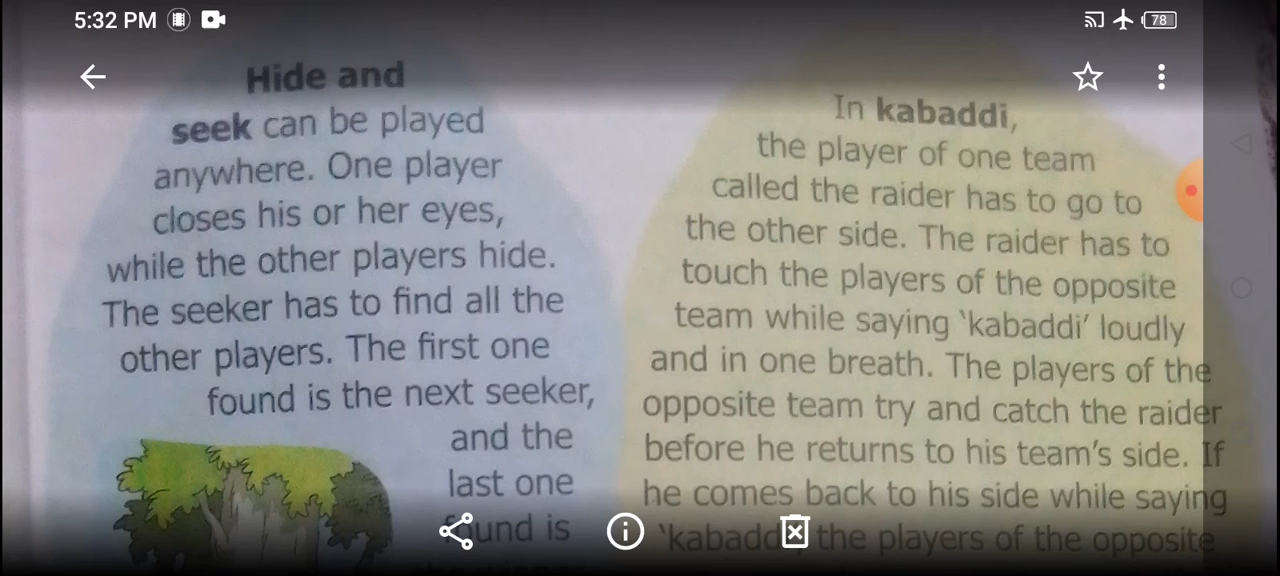 5:32 PM
78
Hide and
seek can be played
anywhere. One player
closes his or her eyes,
while the other players hide.
The seeker has to find all the
other players. The first one
found is the next seeker,
and the
last one
found is
In kabaddi,
the player of one team
called the raider has to go to
the other side. The raider has to
touch the players of the opposite
team while saying ‘kabaddi’ loudly
and in one breath. The players of the
opposite team try and catch the raider
before he returns to his team’s side. If
he comes back to his side while saying
‘kabaddi’, the players of the opposite